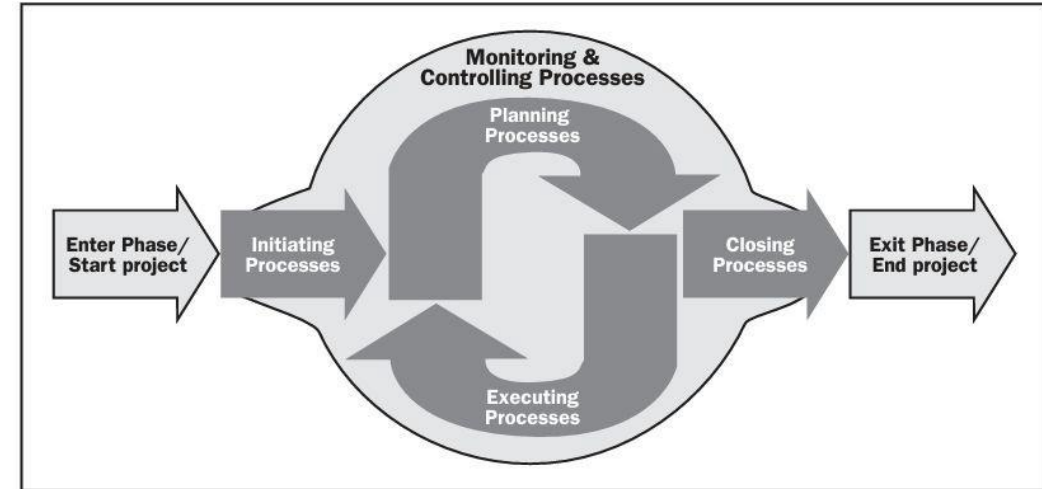 Monitoring &
Controlling Processes
Planning
Processes
Enter Phase/
Start project
Initiating
Processes
Closing
Processes
Exit Phase/
End project
Executing
Processes